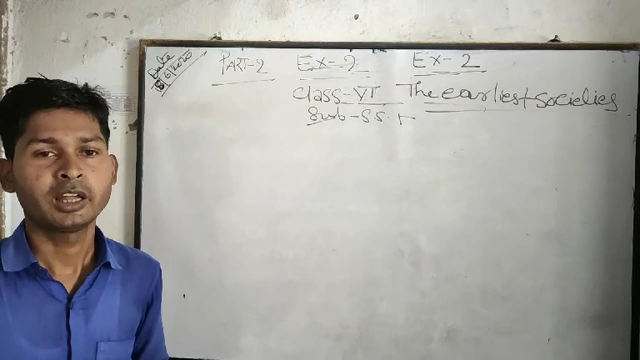 Date
PART-2 Ex-2 Ex-2
Class-VI The earliest societies
Sub-SS.t